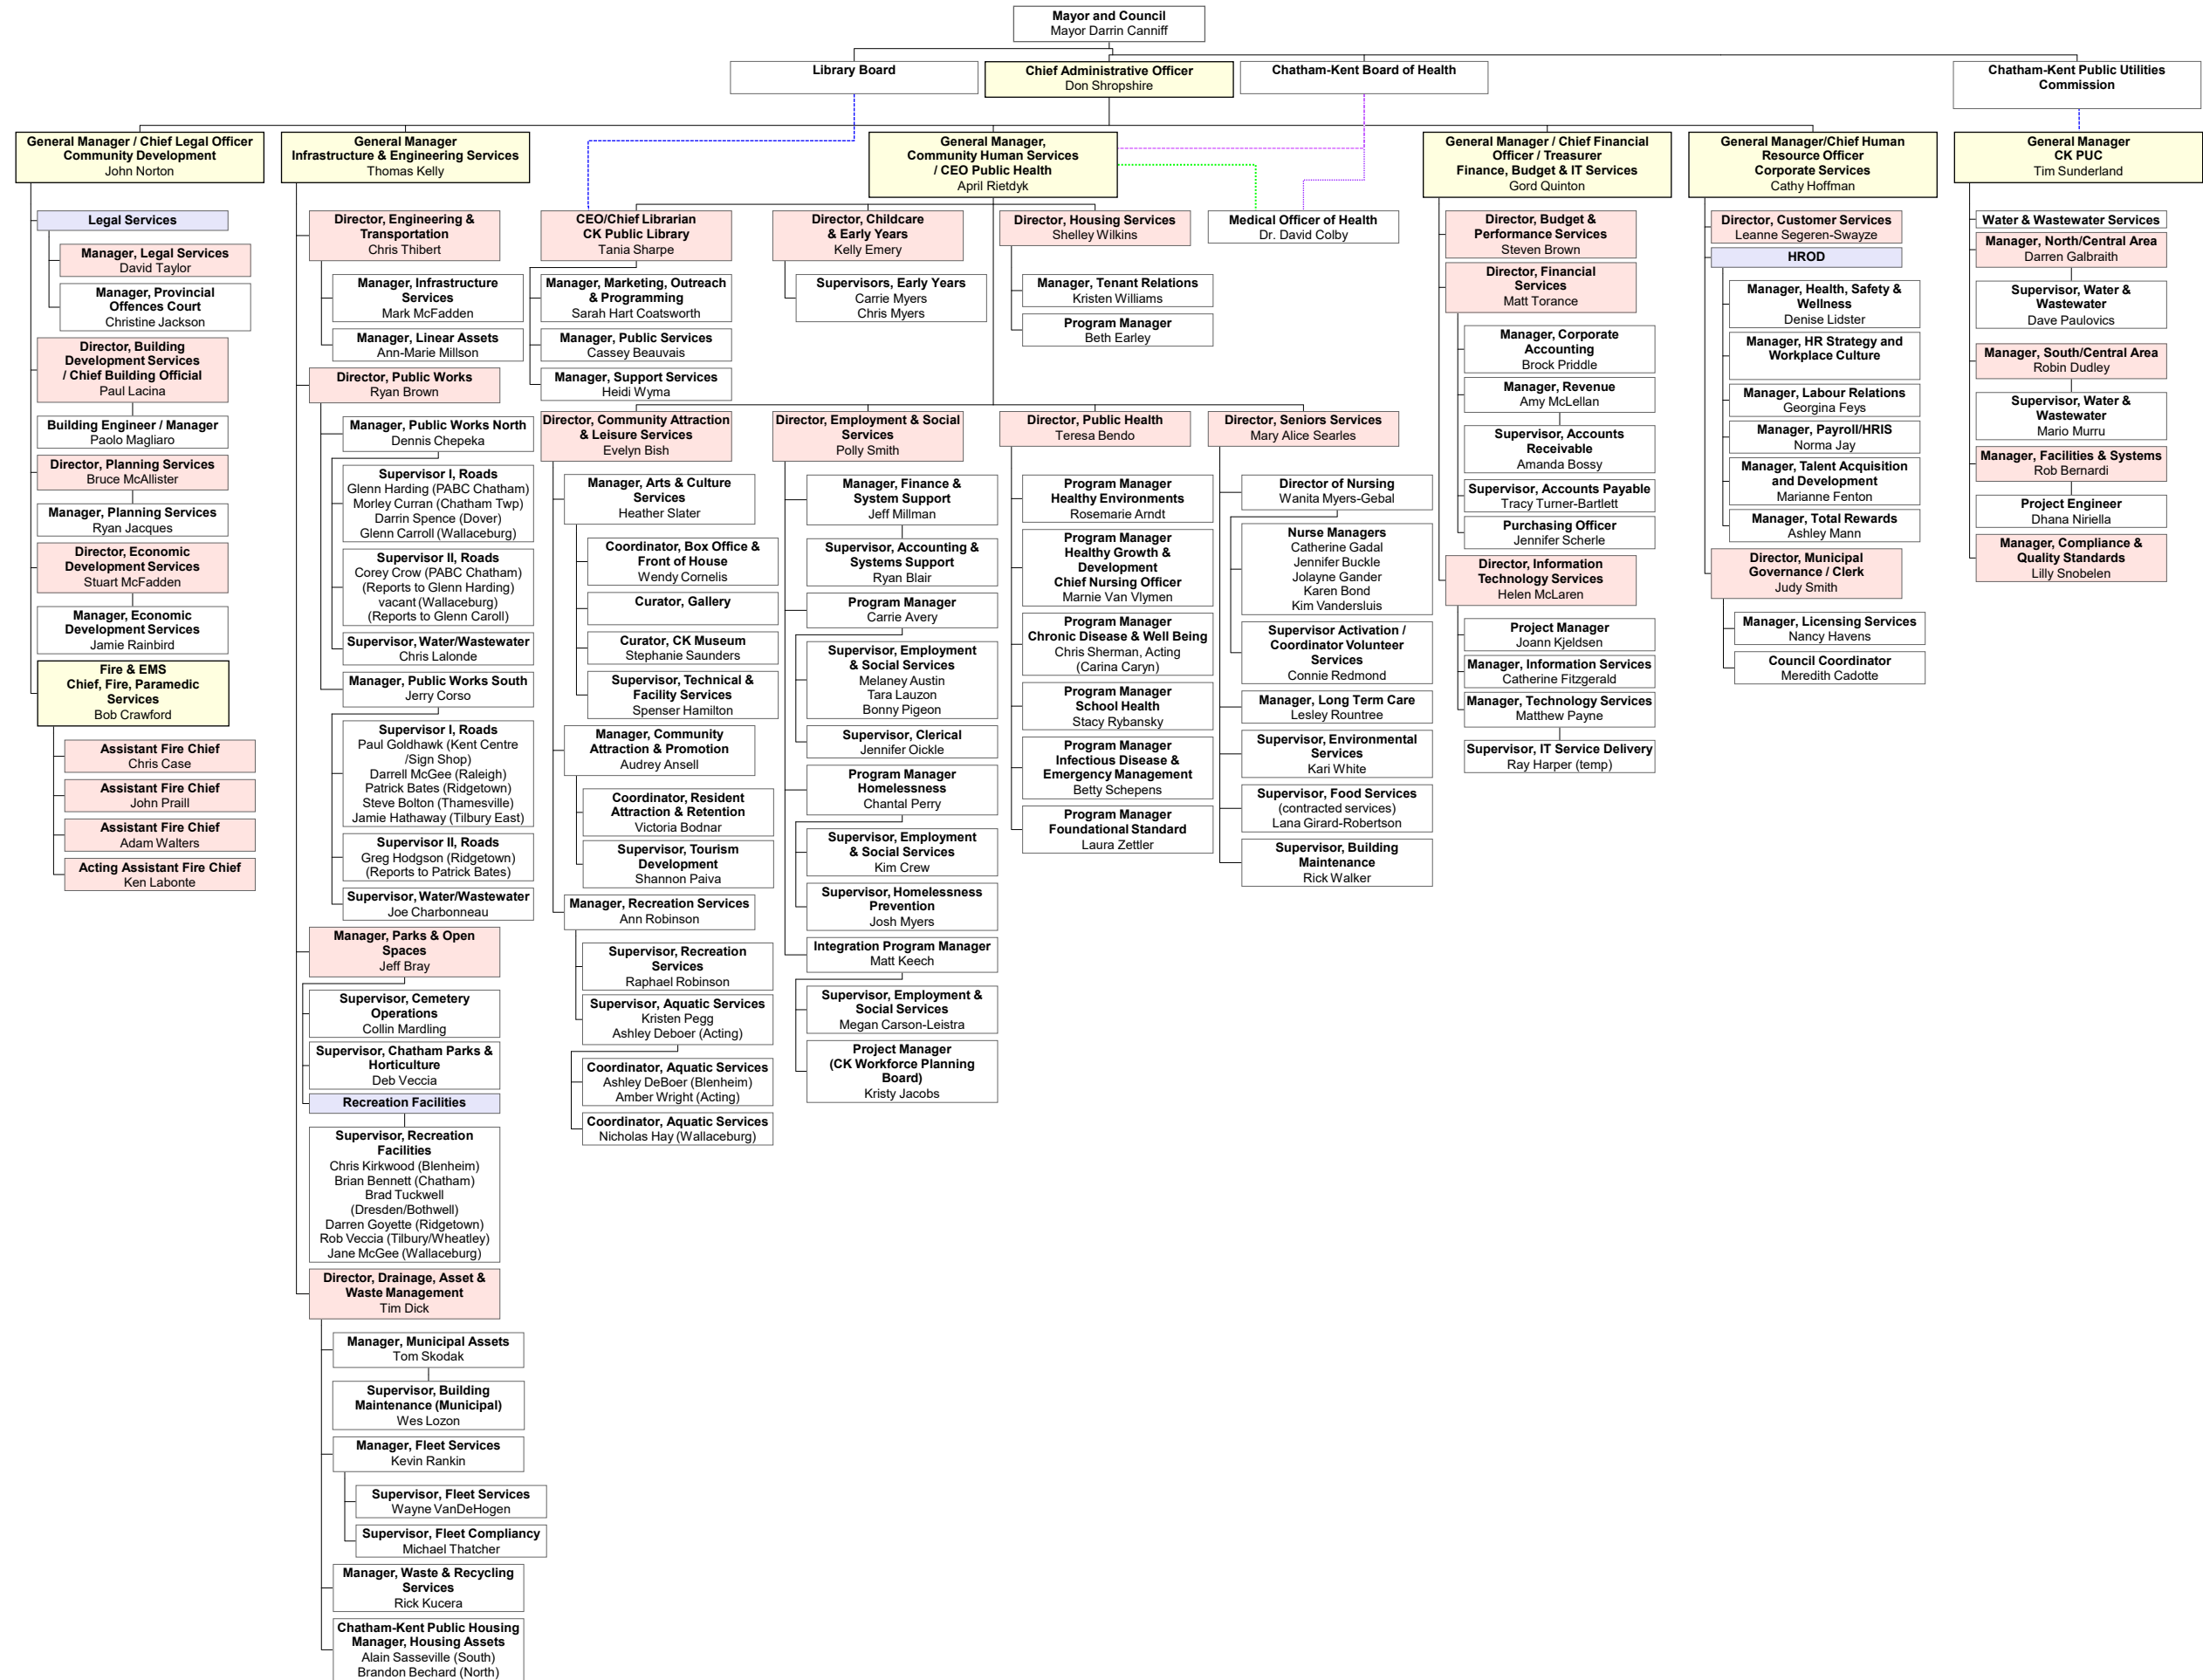 Mayor and Council
Mayor Darrin Canniff
Library Board
Chief Administrative Officer
Don Shropshire
Chatham-Kent Board of Health
Chatham-Kent Public Utilities
Commission
General Manager / Chief Legal Officer
Community Development
John Norton
Legal Services
Manager, Legal Services
David Taylor
Manager, Provincial
Offences Court
Christine Jackson
Director, Building
Development Services
/ Chief Building Official
Paul Lacina
Building Engineer / Manager
Paolo Magliaro
Director, Planning Services
Bruce McAllister
Manager, Planning Services
Ryan Jacques
Director, Economic
Development Services
Stuart McFadden
Manager, Economic
Development Services
Jamie Rainbird
Fire & EMS
Chief, Fire, Paramedic
Services
Bob Crawford
Assistant Fire Chief
Chris Case
Assistant Fire Chief
John Praill
Assistant Fire Chief
Adam Walters
Acting Assistant Fire Chief
Ken Labonte
General Manager
Infrastructure & Engineering Services
Thomas Kelly
Director, Engineering &
Transportation
Chris Thibert
Manager, Infrastructure
Services
Mark McFadden
Manager, Linear Assets
Ann-Marie Millson
Director, Public Works
Ryan Brown
Manager, Public Works North
Dennis Chepeka
Supervisor I, Roads
Glenn Harding (PABC Chatham)
Morley Curran (Chatham Twp)
Darrin Spence (Dover)
Glenn Carroll (Wallaceburg)
Supervisor II, Roads
Corey Crow (PABC Chatham)
(Reports to Glenn Harding)
vacant (Wallaceburg)
(Reports to Glenn Caroll)
Supervisor, Water/Wastewater
Chris Lalonde
Manager, Public Works South
Jerry Corso
Supervisor I, Roads
Paul Goldhawk (Kent Centre
/Sign Shop)
Darrell McGee (Raleigh)
Patrick Bates (Ridgetown)
Steve Bolton (Thamesville)
Jamie Hathaway (Tilbury East)
Supervisor II, Roads
Greg Hodgson (Ridgetown)
(Reports to Patrick Bates)
Supervisor, Water/Wastewater
Joe Charbonneau
Manager, Parks & Open
Spaces
Jeff Bray
Supervisor, Cemetery
Operations
Collin Mardling
Supervisor, Chatham Parks &
Horticulture
Deb Veccia
Recreation Facilities
Supervisor, Recreation
Facilities
Chris Kirkwood (Blenheim)
Brian Bennett (Chatham)
Brad Tuckwell
(Dresden/Bothwell)
Darren Goyette (Ridgetown)
Rob Veccia (Tilbury/Wheatley)
Jane McGee (Wallaceburg)
Director, Drainage, Asset &
Waste Management
Tim Dick
Manager, Municipal Assets
Tom Skodak
Supervisor, Building
Maintenance (Municipal)
Wes Lozon
Manager, Fleet Services
Kevin Rankin
Supervisor, Fleet Services
Wayne VanDeHogen
Supervisor, Fleet Compliancy
Michael Thatcher
Manager, Waste & Recycling
Services
Rick Kucera
Chatham-Kent Public Housing
Manager, Housing Assets
Alain Sasseville (South)
Brandon Bechard (North)
General Manager,
Community Human Services
/ CEO Public Health
April Rietdyk
CEO/Chief Librarian
CK Public Library
Tania Sharpe
Manager, Marketing, Outreach
& Programming
Sarah Hart Coatsworth
Manager, Public Services
Cassey Beauvais
Manager, Support Services
Heidi Wyma
Director, Childcare
& Early Years
Kelly Emery
Supervisors, Early Years
Carrie Myers
Chris Myers
Director, Housing Services
Shelley Wilkins
Manager, Tenant Relations
Kristen Williams
Program Manager
Beth Earley
Medical Officer of Health
Dr. David Colby
Director, Community Attraction
& Leisure Services
Evelyn Bish
Manager, Arts & Culture
Services
Heather Slater
Coordinator, Box Office &
Front of House
Wendy Cornelis
Curator, Gallery
Curator, CK Museum
Stephanie Saunders
Supervisor, Technical &
Facility Services
Spenser Hamilton
Manager, Community
Attraction & Promotion
Audrey Ansell
Coordinator, Resident
Attraction & Retention
Victoria Bodnar
Supervisor, Tourism
Development
Shannon Paiva
Manager, Recreation Services
Ann Robinson
Supervisor, Recreation
Services
Raphael Robinson
Supervisor, Aquatic Services
Kristen Pegg
Ashley Deboer (Acting)
Coordinator, Aquatic Services
Ashley DeBoer (Blenheim)
Amber Wright (Acting)
Coordinator, Aquatic Services
Nicholas Hay (Wallaceburg)
Director, Employment & Social
Services
Polly Smith
Manager, Finance &
System Support
Jeff Millman
Supervisor, Accounting &
Systems Support
Ryan Blair
Program Manager
Carrie Avery
Supervisor, Employment
& Social Services
Melaney Austin
Tara Lauzon
Bonny Pigeon
Supervisor, Clerical
Jennifer Oickle
Program Manager
Homelessness
Chantal Perry
Supervisor, Employment
& Social Services
Kim Crew
Supervisor, Homelessness
Prevention
Josh Myers
Integration Program Manager
Matt Keech
Supervisor, Employment &
Social Services
Megan Carson-Leistra
Project Manager
(CK Workforce Planning
Board)
Kristy Jacobs
Director, Public Health
Teresa Bendo
Program Manager
Healthy Environments
Rosemarie Arndt
Program Manager
Healthy Growth &
Development
Chief Nursing Officer
Marnie Van Vlymen
Program Manager
Chronic Disease & Well Being
Chris Sherman, Acting
(Carina Caryn)
Program Manager
School Health
Stacy Rybansky
Program Manager
Infectious Disease &
Emergency Management
Betty Schepens
Program Manager
Foundational Standard
Laura Zettler
Director, Seniors Services
Mary Alice Searles
Director of Nursing
Wanita Myers-Gebal
Nurse Managers
Catherine Gadal
Jennifer Buckle
Jolayne Gander
Karen Bond
Kim Vandersluis
Supervisor Activation /
Coordinator Volunteer
Services
Connie Redmond
Manager, Long Term Care
Lesley Rountree
Supervisor, Environmental
Services
Kari White
Supervisor, Food Services
(contracted services)
Lana Girard-Robertson
Supervisor, Building
Maintenance
Rick Walker
General Manager / Chief Financial
Officer / Treasurer
Finance, Budget & IT Services
Gord Quinton
Director, Budget &
Performance Services
Steven Brown
Director, Financial
Services
Matt Torance
Manager, Corporate
Accounting
Brock Priddle
Manager, Revenue
Amy McLellan
Supervisor, Accounts
Receivable
Amanda Bossy
Supervisor, Accounts Payable
Tracy Turner-Bartlett
Purchasing Officer
Jennifer Scherle
Director, Information
Technology Services
Helen McLaren
Project Manager
Joann Kjeldsen
Manager, Information Services
Catherine Fitzgerald
Manager, Technology Services
Matthew Payne
Supervisor, IT Service Delivery
Ray Harper (temp)
General Manager/Chief Human
Resource Officer
Corporate Services
Cathy Hoffman
Director, Customer Services
Leanne Segeren-Swayze
HROD
Manager, Health, Safety &
Wellness
Denise Lidster
Manager, HR Strategy and
Workplace Culture
Manager, Labour Relations
Georgina Feys
Manager, Payroll/HRIS
Norma Jay
Manager, Talent Acquisition
and Development
Marianne Fenton
Manager, Total Rewards
Ashley Mann
Director, Municipal
Governance / Clerk
Judy Smith
Manager, Licensing Services
Nancy Havens
Council Coordinator
Meredith Cadotte
General Manager
CK PUC
Tim Sunderland
Water & Wastewater Services
Manager, North/Central Area
Darren Galbraith
Supervisor, Water &
Wastewater
Dave Paulovics
Manager, South/Central Area
Robin Dudley
Supervisor, Water &
Wastewater
Mario Murru
Manager, Facilities & Systems
Rob Bernardi
Project Engineer
Dhana Niriella
Manager, Compliance &
Quality Standards
Lilly Snobelen